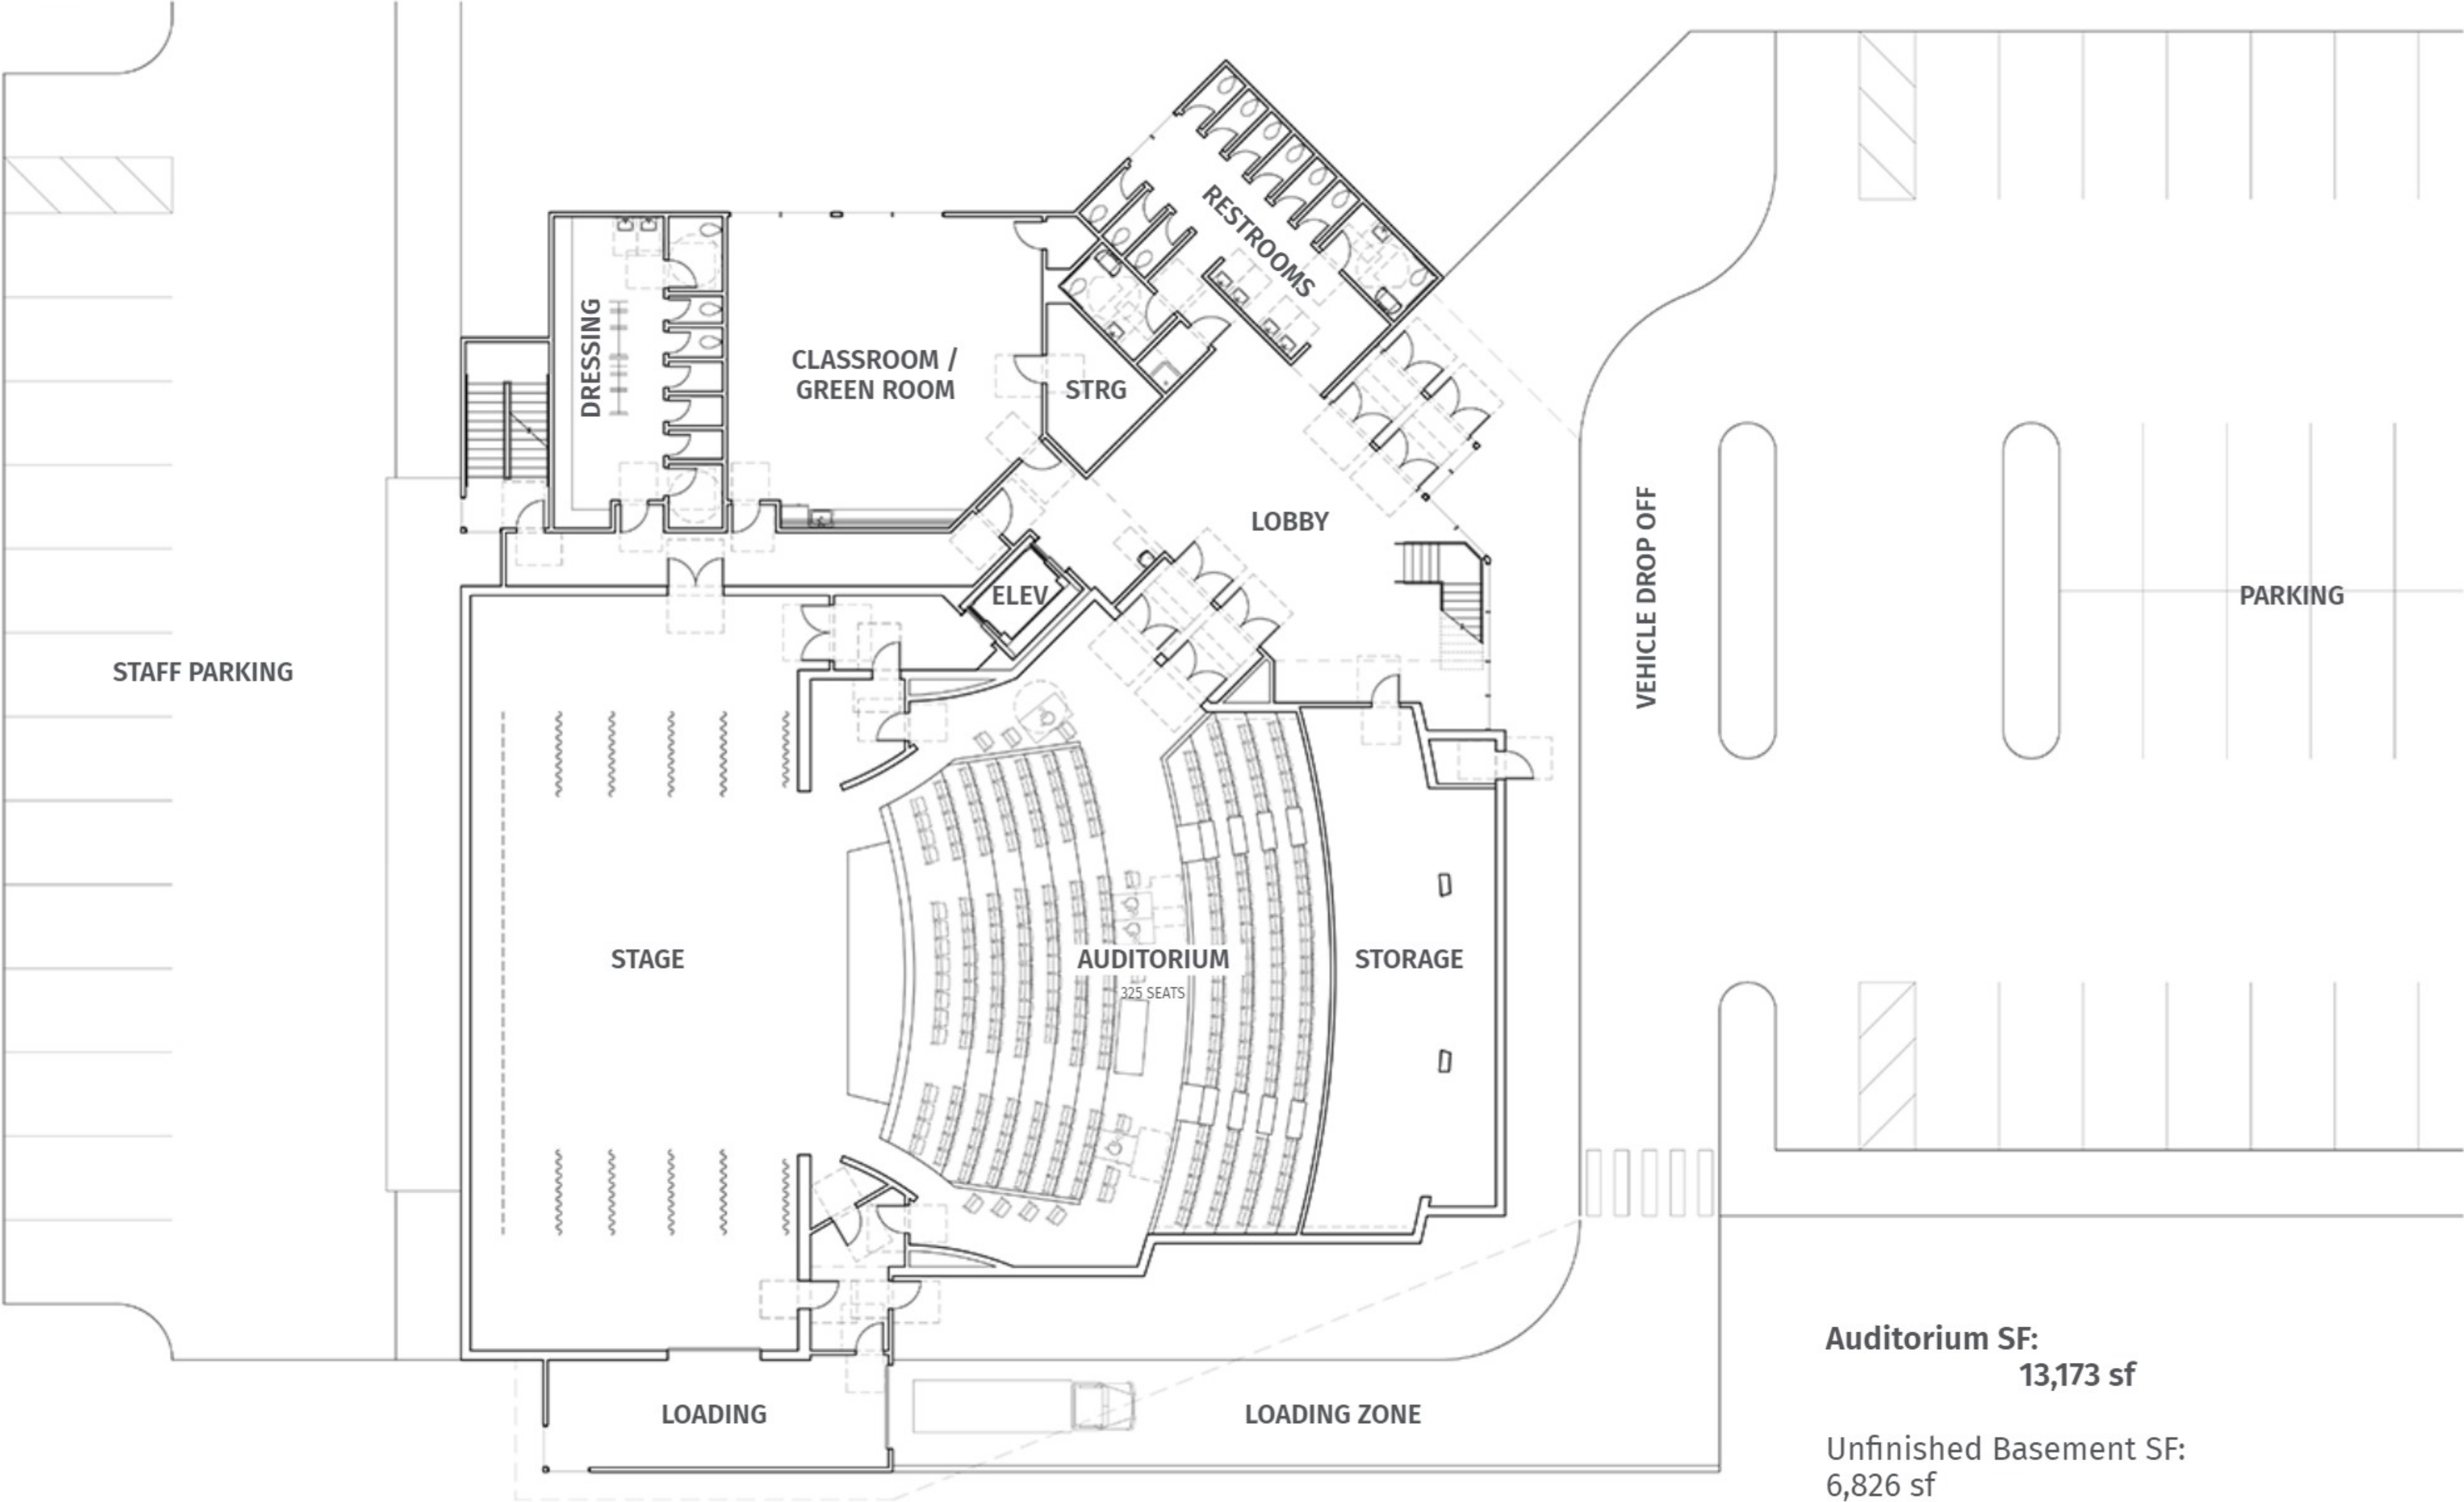 RESTROOMS
DRESSING
CLASSROOM /
GREEN ROOM
STRG
LOBBY
VEHICLE DROP OFF
ELEV
PARKING
STAFF PARKING
STAGE
AUDITORIUM
325 SEATS
STORAGE
LOADING
LOADING ZONE
Auditorium SF:
13,173 sf
Unfinished Basement SF:
6,826 sf